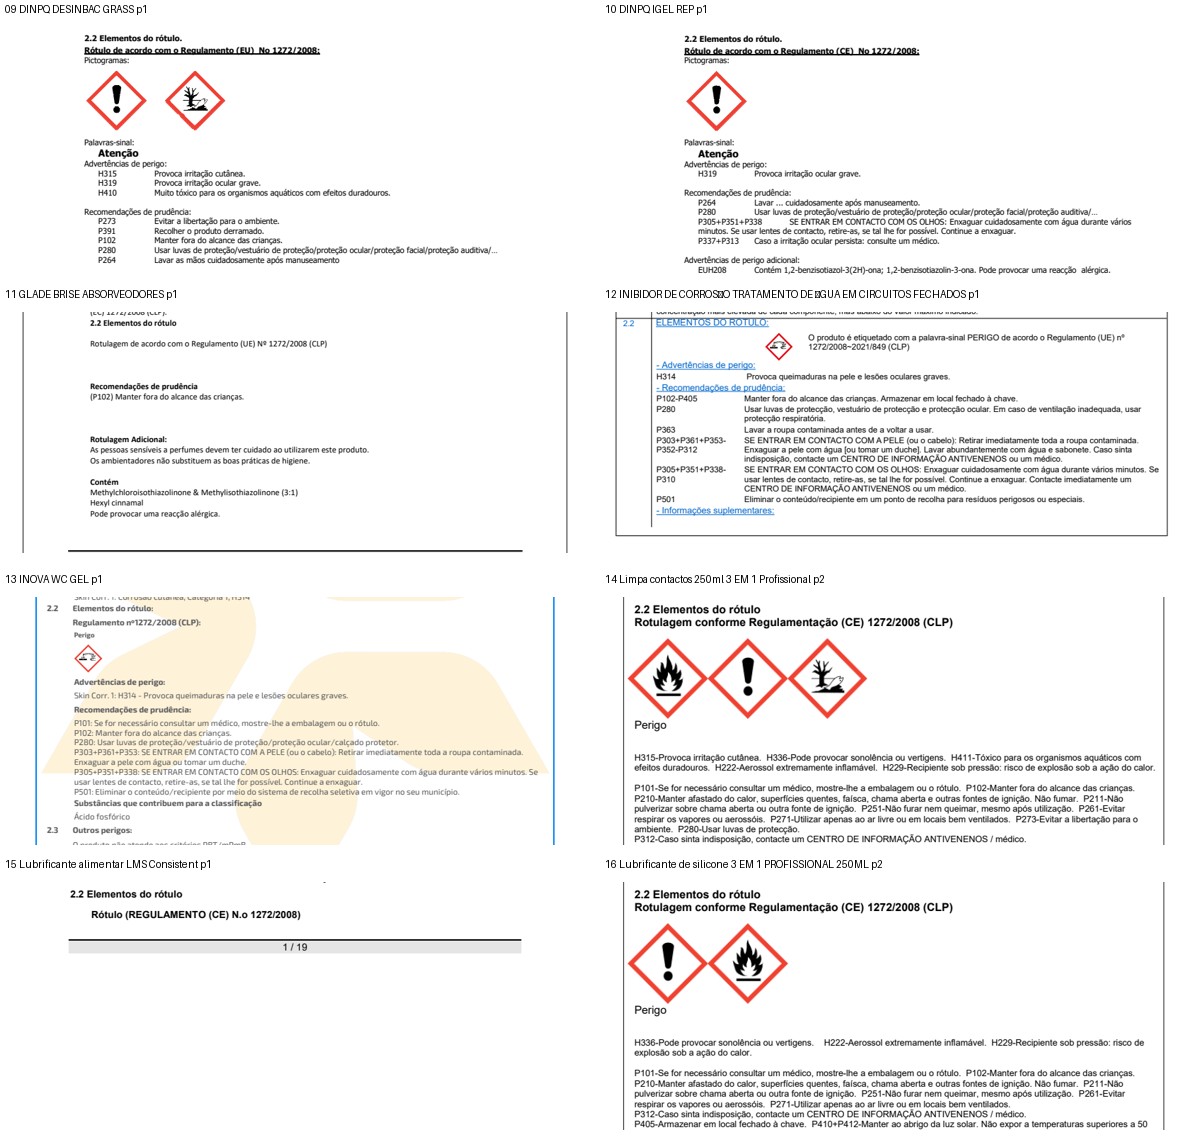 09 DINPQ DESINBAC GRASS p1
2.2 Elementos do rótulo.
Rótulo de acordo com o Regulamento (EU) No 1272/2008:
Pictogramas:
Palavras-sinal:
Atenção
Advertências de perigo:
H315 Provoca irritação cutânea.
H319 Provoca irritação ocular grave.
H410 Muito tóxico para os organismos aquáticos com efeitos duradouros.
Recomendações de prudência:
P273 Evitar a libertação para o ambiente.
P391 Recolher o produto derramado.
P102 Manter fora do alcance das crianças.
P280 Usar luvas de proteção/vestuário de proteção/proteção ocular/proteção facial/proteção auditiva/...
P264 Lavar as mãos cuidadosamente após manuseamento
10 DINPQ IGEL REP p1
2.2 Elementos do rótulo.
Rótulo de acordo com o Regulamento (CE) No 1272/2008:
Pictogramas:
Palavras-sinal:
Atenção
Advertências de perigo:
H319 Provoca irritação ocular grave.
Recomendações de prudência:
P264 Lavar ... cuidadosamente após manuseamento.
P280 Usar luvas de proteção/vestuário de proteção/proteção ocular/proteção facial/proteção auditiva/...
P305+P351+P338 SE ENTRAR EM CONTACTO COM OS OLHOS: Enxaguar cuidadosamente com água durante vários
minutos. Se usar lentes de contacto, retire-as, se tal lhe for possível. Continue a enxaguar.
P337+P313 Caso a irritação ocular persista: consulte um médico.
Advertências de perigo adicional:
EUH208 Contém 1,2-benzisotiazol-3(2H)-ona; 1,2-benzisotiazolin-3-ona. Pode provocar uma reacção alérgica.
11 GLADE BRISE ABSORVEODORES p1
(EC) 1272/2008 (CLP).
2.2 Elementos do rótulo
Rotulagem de acordo com o Regulamento (UE) Nº 1272/2008 (CLP)
Recomendações de prudência
(P102) Manter fora do alcance das crianças.
Rotulagem Adicional:
As pessoas sensíveis a perfumes devem ter cuidado ao utilizarem este produto.
Os ambientadores não substituem as boas práticas de higiene.
Contém
Methylchloroisothiazolinone & Methylisothiazolinone (3:1)
Hexyl cinnamal
Pode provocar uma reacção alérgica.
12 INIBIDOR DE CORROS▯O TRATAMENTO DE ▯GUA EM CIRCUITOS FECHADOS p1
concentração mais elevada de cada componente, mas abaixo do valor máximo indicado.
2.2 ELEMENTOS DO RÓTULO:
O produto é etiquetado com a palavra-sinal PERIGO de acordo o Regulamento (UE) nº
1272/2008~2021/849 (CLP)
- Advertências de perigo:
H314 Provoca queimaduras na pele e lesões oculares graves.
- Recomendações de prudência:
P102-P405 Manter fora do alcance das crianças. Armazenar em local fechado à chave.
P280 Usar luvas de protecção, vestuário de protecção e protecção ocular. Em caso de ventilação inadequada, usar
protecção respiratória.
P363 Lavar a roupa contaminada antes de a voltar a usar.
P303+P361+P353- SE ENTRAR EM CONTACTO COM A PELE (ou o cabelo): Retirar imediatamente toda a roupa contaminada.
P352-P312 Enxaguar a pele com água [ou tomar um duche]. Lavar abundantemente com água e sabonete. Caso sinta
indisposição, contacte um CENTRO DE INFORMAÇÃO ANTIVENENOS ou um médico.
P305+P351+P338- SE ENTRAR EM CONTACTO COM OS OLHOS: Enxaguar cuidadosamente com água durante vários minutos. Se
P310 usar lentes de contacto, retire-as, se tal lhe for possível. Continue a enxaguar. Contacte imediatamente um
CENTRO DE INFORMAÇÃO ANTIVENENOS ou um médico.
P501 Eliminar o conteúdo/recipiente em um ponto de recolha para resíduos perigosos ou especiais.
- Informações suplementares:
13 INOVA WC GEL p1
Skin Corr. 1: Corrosão cutânea, Categoria 1, H314
2.2 Elementos do rótulo:
Regulamento nº1272/2008 (CLP):
Perigo
Advertências de perigo:
Skin Corr. 1: H314 - Provoca queimaduras na pele e lesões oculares graves.
Recomendações de prudência:
P101: Se for necessário consultar um médico, mostre-lhe a embalagem ou o rótulo.
P102: Manter fora do alcance das crianças.
P280: Usar luvas de proteção/vestuário de proteção/proteção ocular/calçado protetor.
P303+P361+P353: SE ENTRAR EM CONTACTO COM A PELE (ou o cabelo): Retirar imediatamente toda a roupa contaminada.
Enxaguar a pele com água ou tomar um duche.
P305+P351+P338: SE ENTRAR EM CONTACTO COM OS OLHOS: Enxaguar cuidadosamente com água durante vários minutos. Se
usar lentes de contacto, retire-as, se tal lhe for possível. Continue a enxaguar.
P501: Eliminar o conteúdo/recipiente por meio do sistema de recolha seletiva em vigor no seu município.
Substâncias que contribuem para a classificação
Ácido fosfórico
2.3 Outros perigos:
O produto não atende aos critérios PBT/mPmB
14 Limpa contactos 250ml 3 EM 1 Profissional p2
2.2 Elementos do rótulo
Rotulagem conforme Regulamentação (CE) 1272/2008 (CLP)
Perigo
H315-Provoca irritação cutânea. H336-Pode provocar sonolência ou vertigens. H411-Tóxico para os organismos aquáticos com
efeitos duradouros. H222-Aerossol extremamente inflamável. H229-Recipiente sob pressão: risco de explosão sob a ação do calor.
P101-Se for necessário consultar um médico, mostre-lhe a embalagem ou o rótulo. P102-Manter fora do alcance das crianças.
P210-Manter afastado do calor, superfícies quentes, faísca, chama aberta e outras fontes de ignição. Não fumar. P211-Não
pulverizar sobre chama aberta ou outra fonte de ignição. P251-Não furar nem queimar, mesmo após utilização. P261-Evitar
respirar os vapores ou aerossóis. P271-Utilizar apenas ao ar livre ou em locais bem ventilados. P273-Evitar a libertação para o
ambiente. P280-Usar luvas de protecção.
P312-Caso sinta indisposição, contacte um CENTRO DE INFORMAÇÃO ANTIVENENOS / médico.
15 Lubrificante alimentar LMS Consistent p1
2.2 Elementos do rótulo
Rótulo (REGULAMENTO (CE) N.o 1272/2008)
1 / 19
16 Lubrificante de silicone 3 EM 1 PROFISSIONAL 250ML p2
2.2 Elementos do rótulo
Rotulagem conforme Regulamentação (CE) 1272/2008 (CLP)
Perigo
H336-Pode provocar sonolência ou vertigens. H222-Aerossol extremamente inflamável. H229-Recipiente sob pressão: risco de
explosão sob a ação do calor.
P101-Se for necessário consultar um médico, mostre-lhe a embalagem ou o rótulo. P102-Manter fora do alcance das crianças.
P210-Manter afastado do calor, superfícies quentes, faísca, chama aberta e outras fontes de ignição. Não fumar. P211-Não
pulverizar sobre chama aberta ou outra fonte de ignição. P251-Não furar nem queimar, mesmo após utilização. P261-Evitar
respirar os vapores ou aerossóis. P271-Utilizar apenas ao ar livre ou em locais bem ventilados.
P312-Caso sinta indisposição, contacte um CENTRO DE INFORMAÇÃO ANTIVENENOS / médico.
P405-Armazenar em local fechado à chave. P410+P412-Manter ao abrigo da luz solar. Não expor a temperaturas superiores a 50